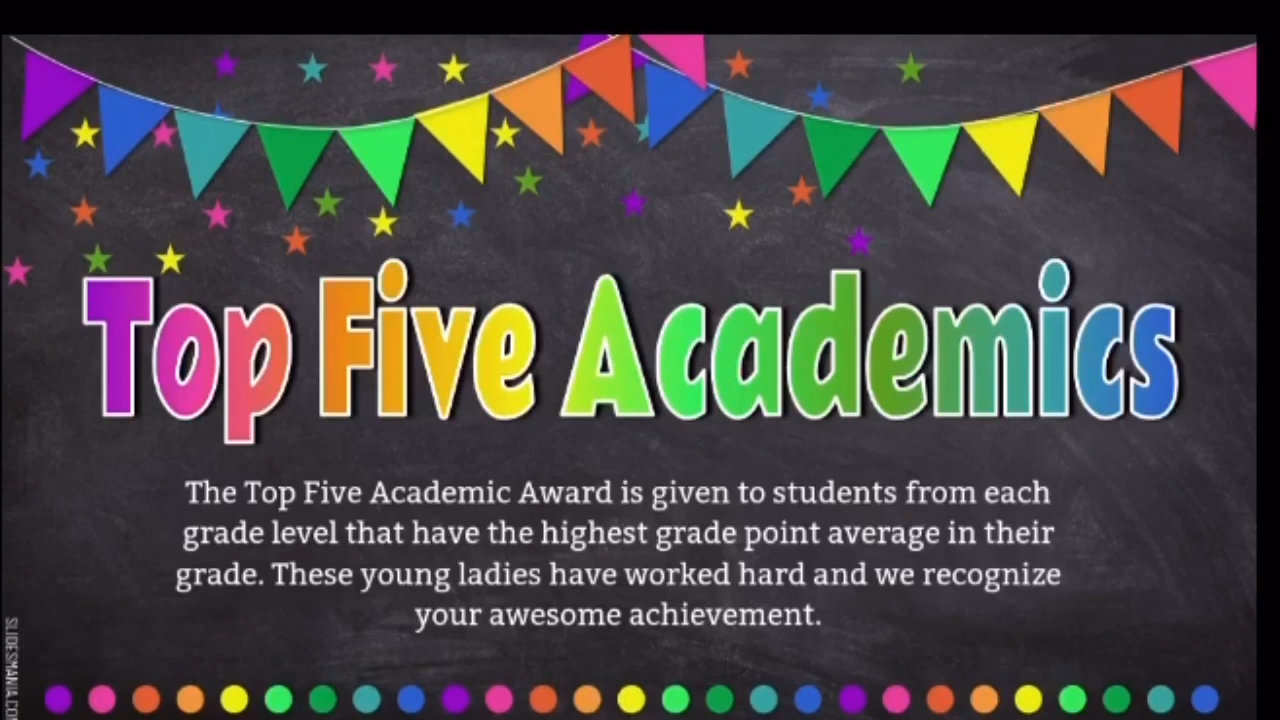 Top Five Academics
The Top Five Academic Award is given to students from each
grade level that have the highest grade point average in their
grade. These young ladies have worked hard and we recognize
your awesome achievement.
SLIDESMANIA.COM